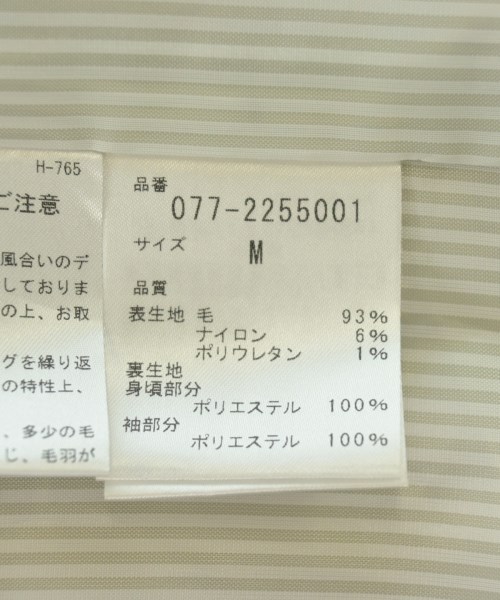 H-765
ご注意
風合いのデ
しておりま
の上、お取
グを繰り返
の特性上、
、多少の毛
じ、毛羽が
品番
077-2255001
サイズ
M
品質
表生地 毛 93%
ナイロン 6%
ポリウレタン 1%
裏生地
身頃部分
ポリエステル 100%
袖部分
ポリエステル 100%